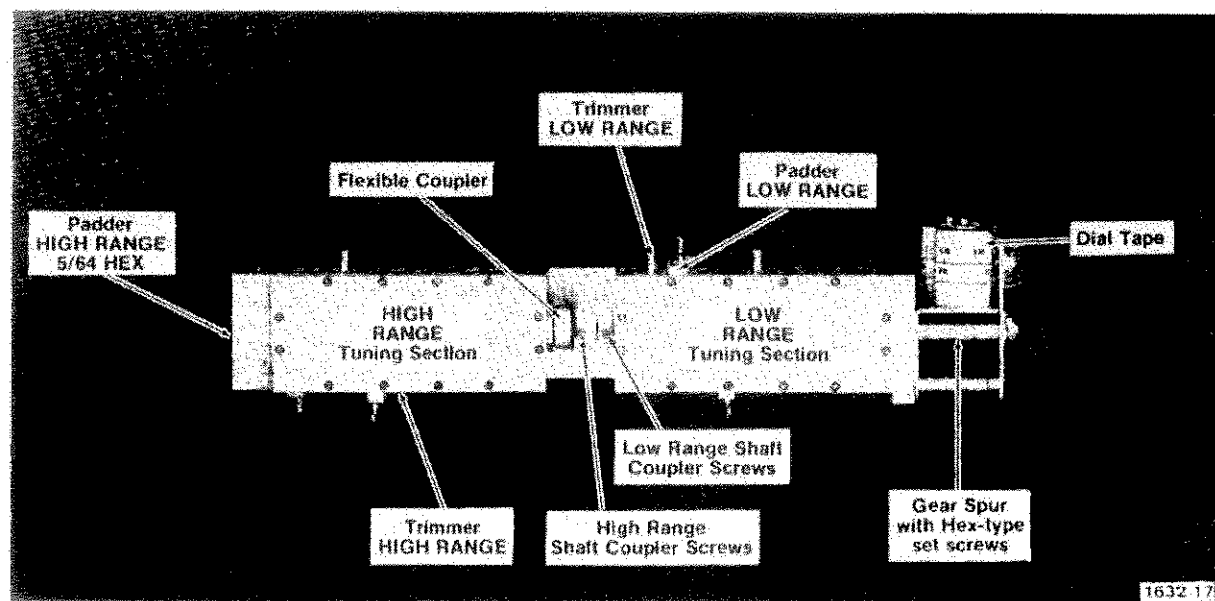 Trimmer
LOW RANGE
Flexible Coupler
Padder
LOW RANGE
Padder
HIGH RANGE
5/64 HEX
Dial Tape
HIGH
RANGE
Tuning Section
LOW
RANGE
Tuning Section
Low Range Shaft
Coupler Screws
Trimmer
HIGH RANGE
High Range
Shaft Coupler Screws
Gear Spur
with Hex-type
set screws